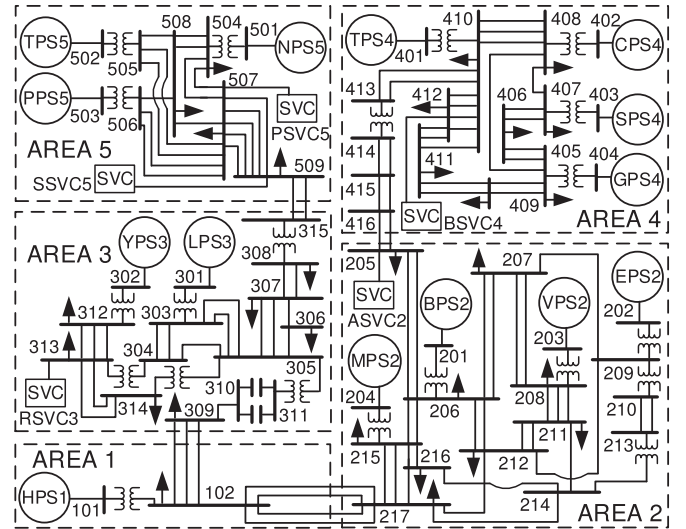 TPS5
502
505
508
504
501
NPS5
PPS5
503
506
507
SVC
PSVC5
AREA 5
SSVC5
SVC
509
TPS4
401
410
408
402
CPS4
413
412
406
407
403
SPS4
414
411
405
404
GPS4
415
416
SVC
BSVC4
409
AREA 4
315
AREA 3
YPS3
LPS3
308
302
301
307
312
303
306
313
304
305
SVC
RSVC3
314
310
311
309
205
SVC
ASVC2
207
EPS2
BPS2
VPS2
202
MPS2
201
203
209
204
206
208
210
211
213
215
216
212
214
217
AREA 2
AREA 1
HPS1
101
102